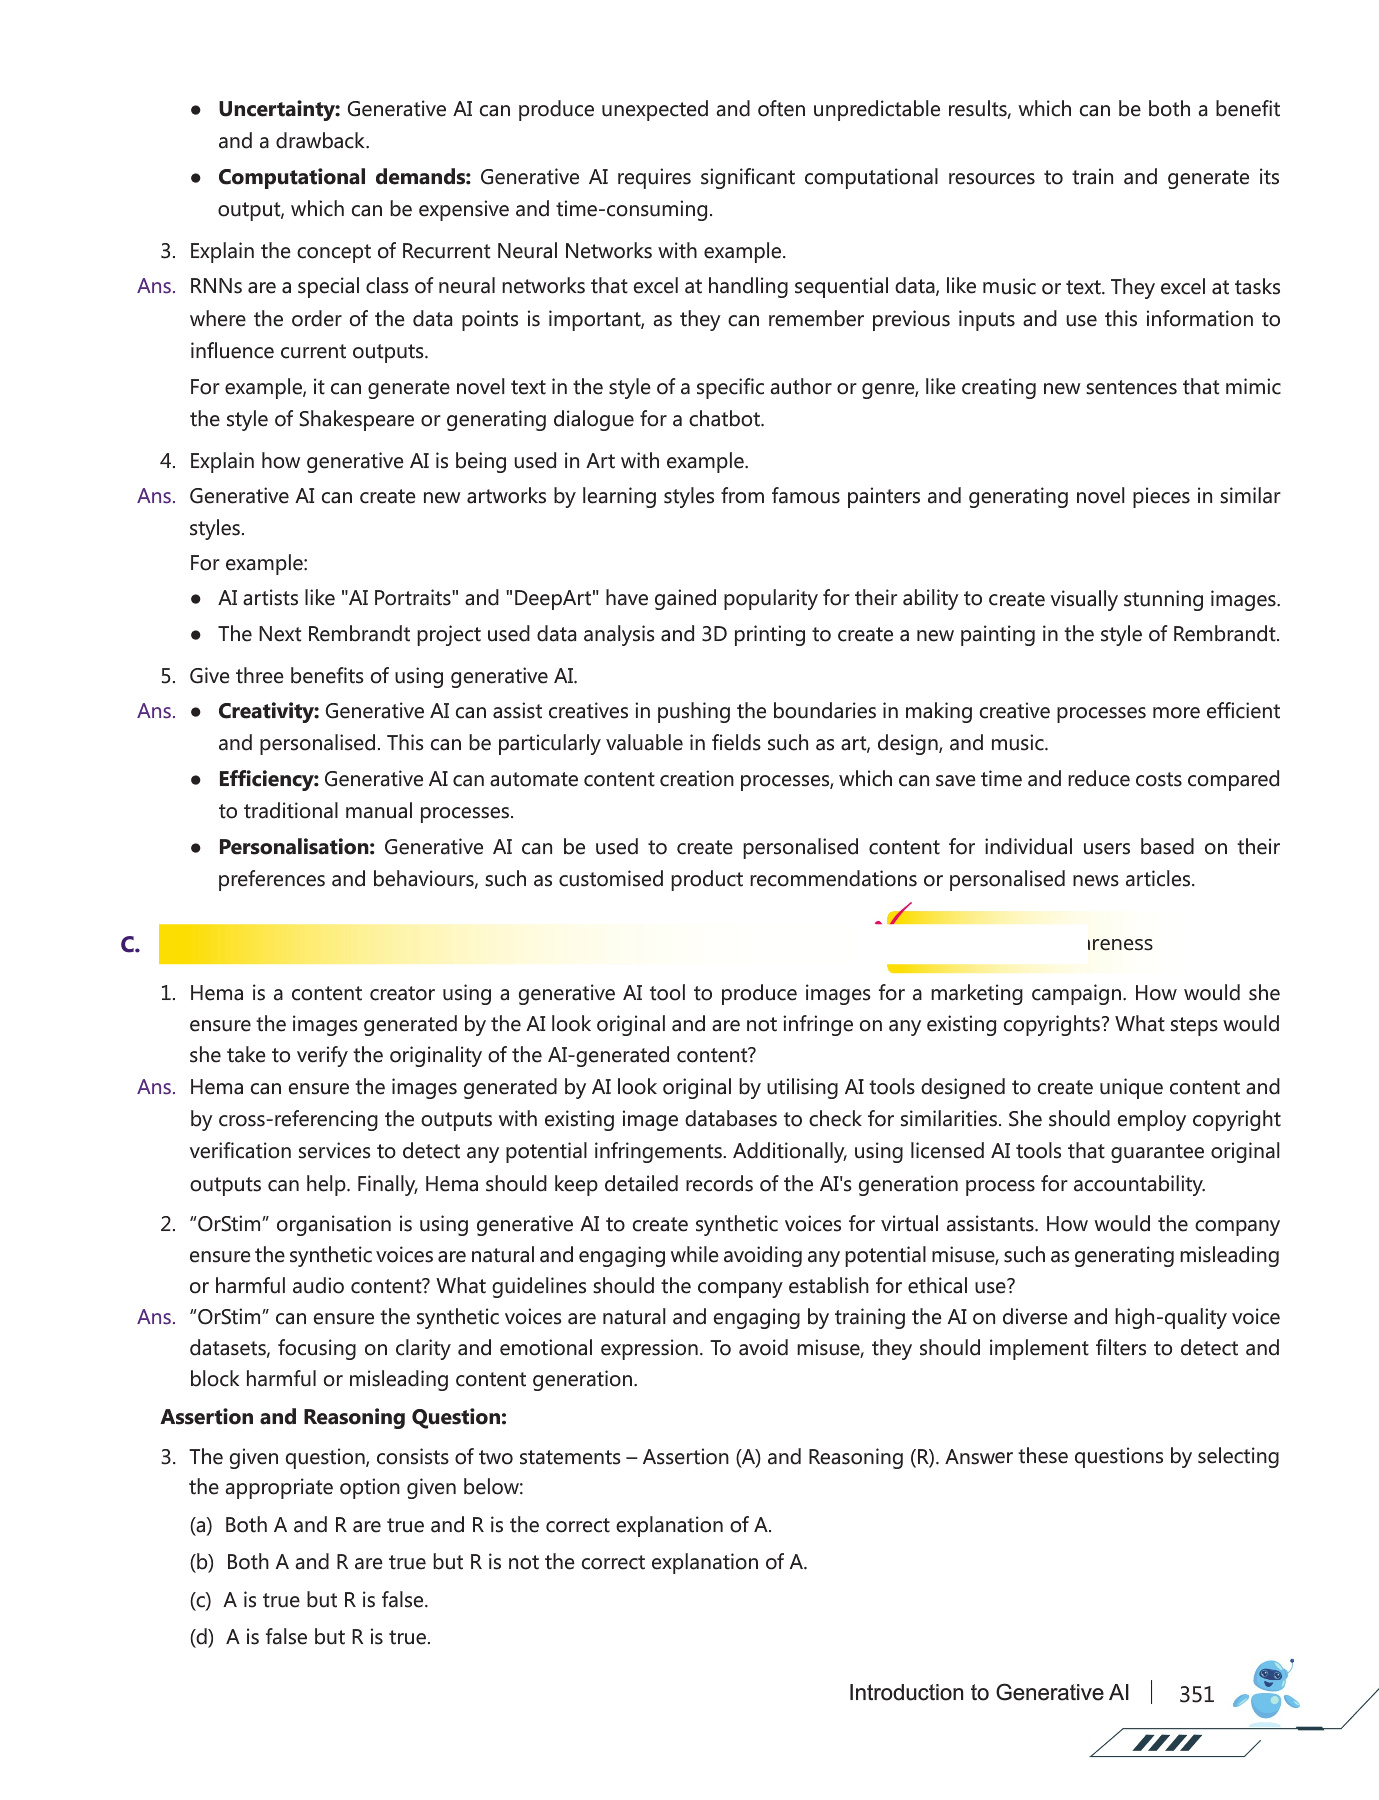 ● Uncertainty: Generative AI can produce unexpected and often unpredictable results, which can be both a benefit
and a drawback.
● Computational demands: Generative AI requires significant computational resources to train and generate its
output, which can be expensive and time-consuming.
3. Explain the concept of Recurrent Neural Networks with example.
Ans. RNNs are a special class of neural networks that excel at handling sequential data, like music or text. They excel at tasks
where the order of the data points is important, as they can remember previous inputs and use this information to
influence current outputs.
For example, it can generate novel text in the style of a specific author or genre, like creating new sentences that mimic
the style of Shakespeare or generating dialogue for a chatbot.
4. Explain how generative AI is being used in Art with example.
Ans. Generative AI can create new artworks by learning styles from famous painters and generating novel pieces in similar
styles.
For example:
● AI artists like "AI Portraits" and "DeepArt" have gained popularity for their ability to create visually stunning images.
● The Next Rembrandt project used data analysis and 3D printing to create a new painting in the style of Rembrandt.
5. Give three benefits of using generative AI.
Ans. ● Creativity: Generative AI can assist creatives in pushing the boundaries in making creative processes more efficient
and personalised. This can be particularly valuable in fields such as art, design, and music.
● Efficiency: Generative AI can automate content creation processes, which can save time and reduce costs compared
to traditional manual processes.
● Personalisation: Generative AI can be used to create personalised content for individual users based on their
preferences and behaviours, such as customised product recommendations or personalised news articles.
C.
1. Hema is a content creator using a generative AI tool to produce images for a marketing campaign. How would she
ensure the images generated by the AI look original and are not infringe on any existing copyrights? What steps would
she take to verify the originality of the AI-generated content?
Ans. Hema can ensure the images generated by AI look original by utilising AI tools designed to create unique content and
by cross-referencing the outputs with existing image databases to check for similarities. She should employ copyright
verification services to detect any potential infringements. Additionally, using licensed AI tools that guarantee original
outputs can help. Finally, Hema should keep detailed records of the AI's generation process for accountability.
2. “OrStim” organisation is using generative AI to create synthetic voices for virtual assistants. How would the company
ensure the synthetic voices are natural and engaging while avoiding any potential misuse, such as generating misleading
or harmful audio content? What guidelines should the company establish for ethical use?
Ans. “OrStim” can ensure the synthetic voices are natural and engaging by training the AI on diverse and high-quality voice
datasets, focusing on clarity and emotional expression. To avoid misuse, they should implement filters to detect and
block harmful or misleading content generation.
Assertion and Reasoning Question:
3. The given question, consists of two statements – Assertion (A) and Reasoning (R). Answer these questions by selecting
the appropriate option given below:
(a) Both A and R are true and R is the correct explanation of A.
(b) Both A and R are true but R is not the correct explanation of A.
(c) A is true but R is false.
(d) A is false but R is true.
Introduction to Generative AI | 351